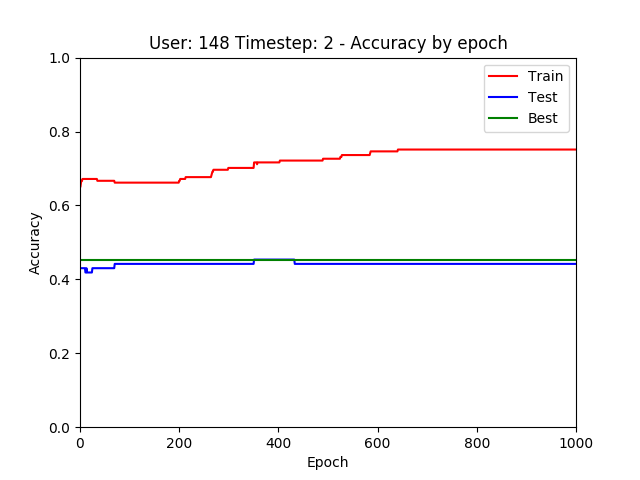 User: 148 Timestep: 2 - Accuracy by epoch
1.0
0.8
0.6
0.4
0.2
0.0
Accuracy
Train
Test
Best
0 200 400 600 800 1000
Epoch